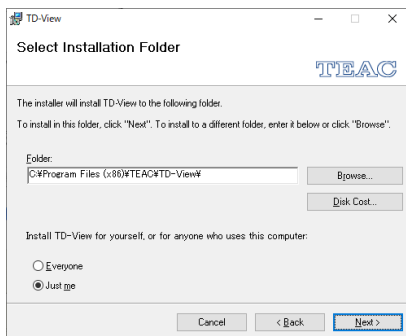 TD-View
Select Installation Folder
TEAC
The installer will install TD-View to the following folder.
To install in this folder, click "Next". To install to a different folder, enter it below or click "Browse".
Folder:
C:¥Program Files (x86)¥TEAC¥TD-View¥
Browse...
Disk Cost...
Install TD-View for yourself, or for anyone who uses this computer:
Everyone
Just me
Cancel
< Back
Next >